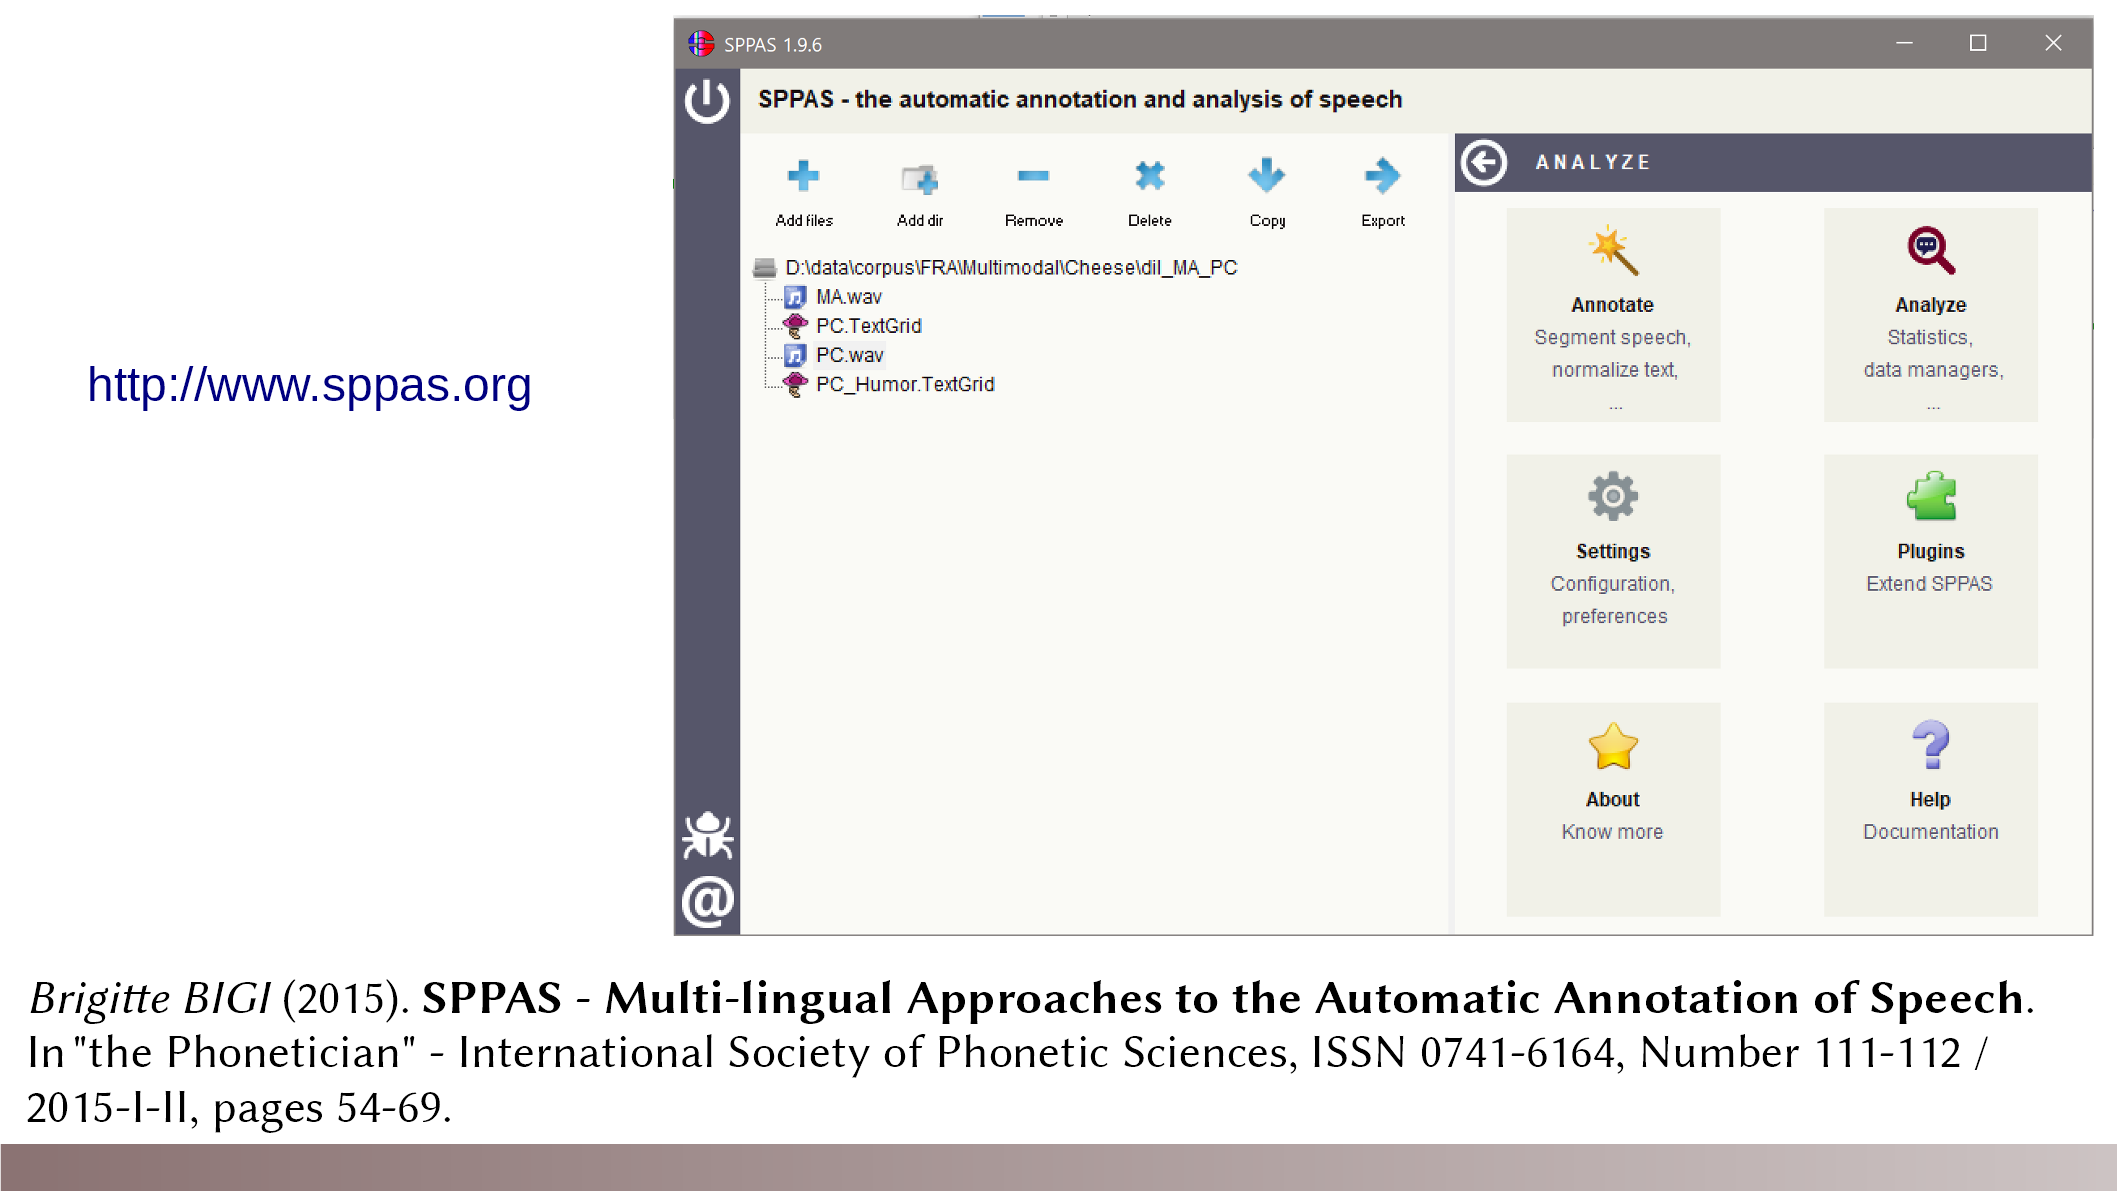 http://www.sppas.org
SPPAS 1.9.6
SPPAS - the automatic annotation and analysis of speech
Add files
Add dir
Remove
Delete
Copy
Export
D:\data\corpus\FRA\Multimodal\Cheese\dil_MA_PC
MA.wav
PC.TextGrid
PC.wav
PC_Humor.TextGrid
ANALYZE
Annotate
Segment speech,
normalize text,
...
Analyze
Statistics,
data managers,
...
Settings
Configuration,
preferences
Plugins
Extend SPPAS
About
Know more
Help
Documentation
@
Brigitte BIGI (2015). SPPAS - Multi-lingual Approaches to the Automatic Annotation of Speech.
In "the Phonetician" - International Society of Phonetic Sciences, ISSN 0741-6164, Number 111-112 /
2015-I-II, pages 54-69.